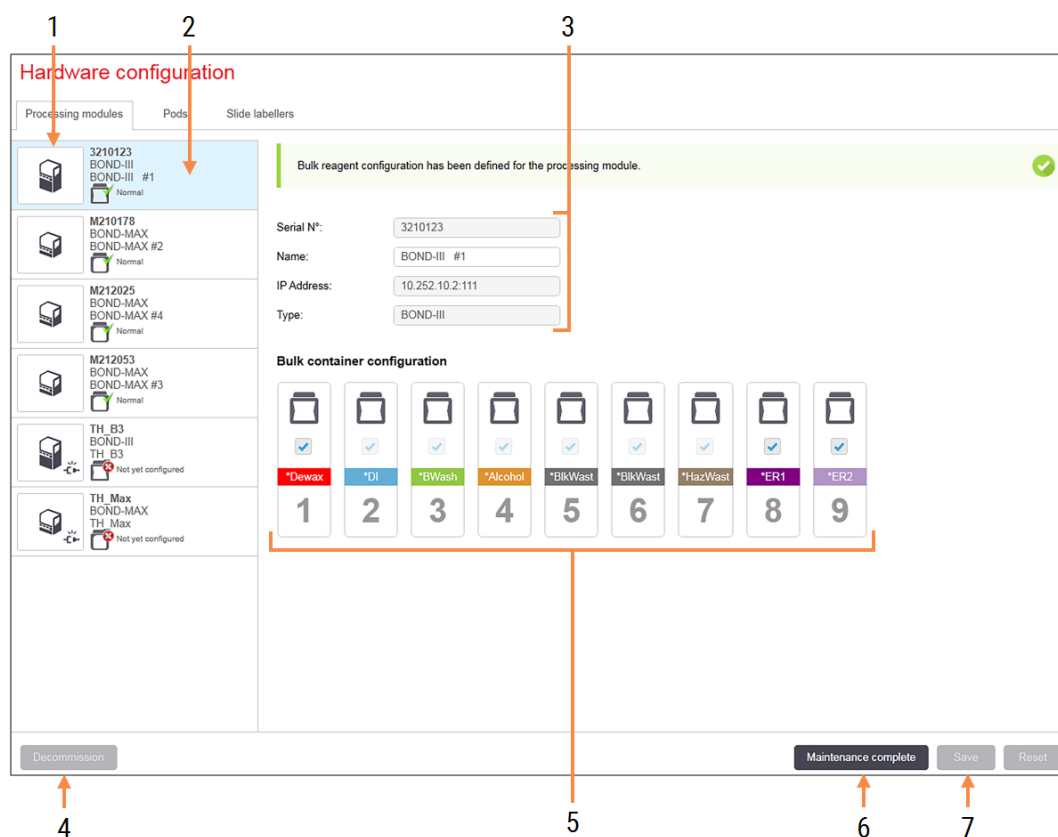 1 2 3
Hardware configuration
Processing modules Pods Slide labellers
3210123
BOND-III
BOND-III #1
Normal
M210178
BOND-MAX
BOND-MAX #2
Normal
M212025
BOND-MAX
BOND-MAX #4
Normal
M212053
BOND-MAX
BOND-MAX #3
Normal
TH_B3
BOND-III
TH_B3
Not yet configured
TH_Max
BOND-MAX
TH_Max
Not yet configured
Bulk reagent configuration has been defined for the processing module.
Serial N°: 3210123
Name: BOND-III #1
IP Address: 10.252.10.2:111
Type: BOND-III
Bulk container configuration
*Dewax *DI *BWash *Alcohol *BlkWast *BlkWast *HazWast *ER1 *ER2
1 2 3 4 5 6 7 8 9
Decommission Maintenance complete Save Reset
4 5 6 7